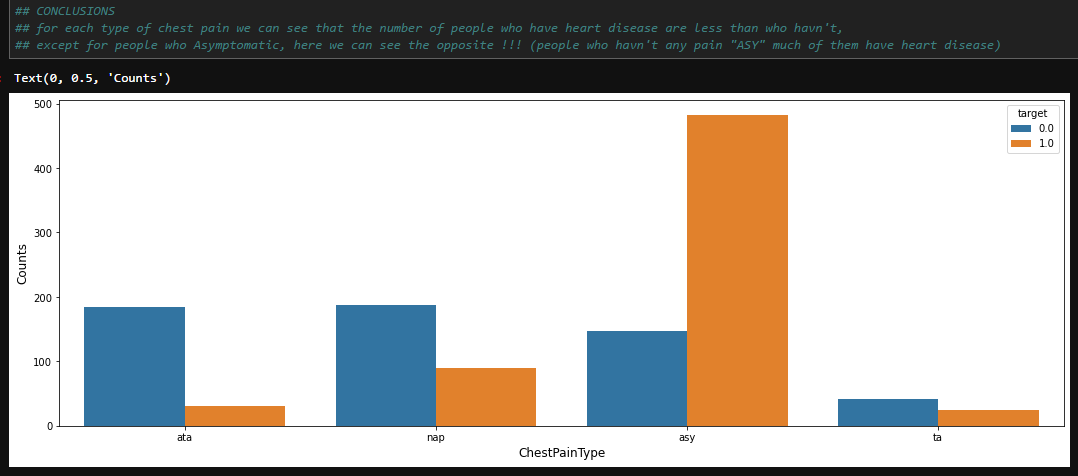 ## CONCLUSIONS
## for each type of chest pain we can see that the number of people who have heart disease are less than who havn't,
## except for people who Asymptomatic, here we can see the opposite !!! (people who havn't any pain "ASY" much of them have heart disease)
Text(0, 0.5, 'Counts')
target
0.0
1.0
500
400
300
200
100
0
Counts
ata nap asy ta
ChestPainType